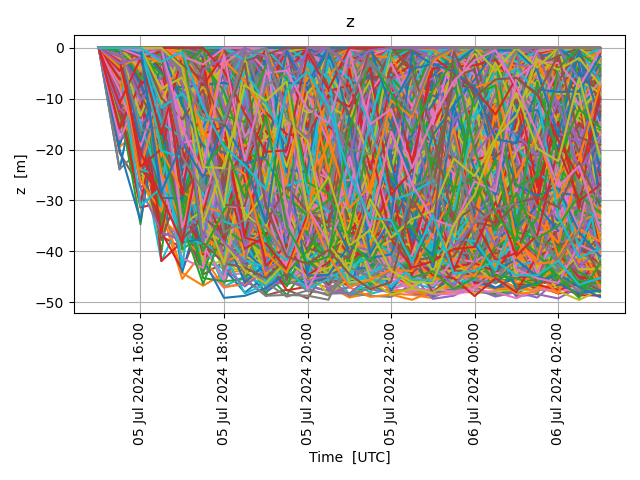 z
0
−10
−20
−30
−40
−50
z [m]
05 Jul 2024 16:00
05 Jul 2024 18:00
05 Jul 2024 20:00
05 Jul 2024 22:00
06 Jul 2024 00:00
06 Jul 2024 02:00
Time [UTC]